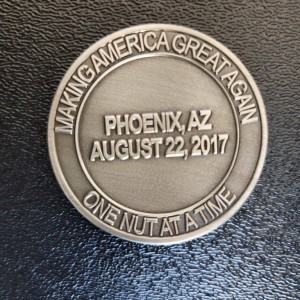 MAKING AMERICA GREAT AGAIN
PHOENIX, AZ
AUGUST 22, 2017
ONE NUT AT A TIME